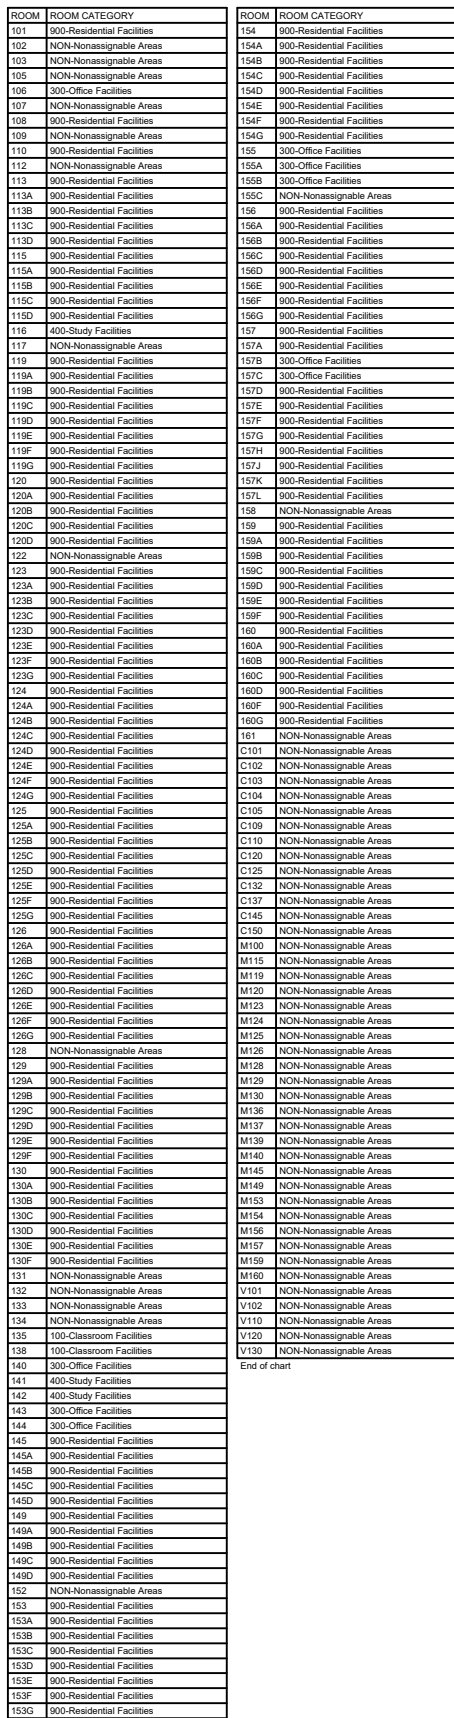 ROOM ROOM CATEGORY
101 900-Residential Facilities
102 NON-Nonassignable Areas
103 NON-Nonassignable Areas
105 NON-Nonassignable Areas
106 300-Office Facilities
107 NON-Nonassignable Areas
108 900-Residential Facilities
109 NON-Nonassignable Areas
110 900-Residential Facilities
112 NON-Nonassignable Areas
113 900-Residential Facilities
113A 900-Residential Facilities
113B 900-Residential Facilities
113C 900-Residential Facilities
113D 900-Residential Facilities
115 900-Residential Facilities
115A 900-Residential Facilities
115B 900-Residential Facilities
115C 900-Residential Facilities
115D 900-Residential Facilities
116 400-Study Facilities
117 NON-Nonassignable Areas
119 900-Residential Facilities
119A 900-Residential Facilities
119B 900-Residential Facilities
119C 900-Residential Facilities
119D 900-Residential Facilities
119E 900-Residential Facilities
119F 900-Residential Facilities
119G 900-Residential Facilities
120 900-Residential Facilities
120A 900-Residential Facilities
120B 900-Residential Facilities
120C 900-Residential Facilities
120D 900-Residential Facilities
122 NON-Nonassignable Areas
123 900-Residential Facilities
123A 900-Residential Facilities
123B 900-Residential Facilities
123C 900-Residential Facilities
123D 900-Residential Facilities
123E 900-Residential Facilities
123F 900-Residential Facilities
123G 900-Residential Facilities
124 900-Residential Facilities
124A 900-Residential Facilities
124B 900-Residential Facilities
124C 900-Residential Facilities
124D 900-Residential Facilities
124E 900-Residential Facilities
124F 900-Residential Facilities
124G 900-Residential Facilities
125 900-Residential Facilities
125A 900-Residential Facilities
125B 900-Residential Facilities
125C 900-Residential Facilities
125D 900-Residential Facilities
125E 900-Residential Facilities
125F 900-Residential Facilities
125G 900-Residential Facilities
126 900-Residential Facilities
126A 900-Residential Facilities
126B 900-Residential Facilities
126C 900-Residential Facilities
126D 900-Residential Facilities
126E 900-Residential Facilities
126F 900-Residential Facilities
126G 900-Residential Facilities
128 NON-Nonassignable Areas
129 900-Residential Facilities
129A 900-Residential Facilities
129B 900-Residential Facilities
129C 900-Residential Facilities
129D 900-Residential Facilities
129E 900-Residential Facilities
129F 900-Residential Facilities
130 900-Residential Facilities
130A 900-Residential Facilities
130B 900-Residential Facilities
130C 900-Residential Facilities
130D 900-Residential Facilities
130E 900-Residential Facilities
130F 900-Residential Facilities
131 NON-Nonassignable Areas
132 NON-Nonassignable Areas
133 NON-Nonassignable Areas
134 NON-Nonassignable Areas
135 100-Classroom Facilities
138 100-Classroom Facilities
140 300-Office Facilities
141 400-Study Facilities
142 400-Study Facilities
143 300-Office Facilities
144 300-Office Facilities
145 900-Residential Facilities
145A 900-Residential Facilities
145B 900-Residential Facilities
145C 900-Residential Facilities
145D 900-Residential Facilities
149 900-Residential Facilities
149A 900-Residential Facilities
149B 900-Residential Facilities
149C 900-Residential Facilities
149D 900-Residential Facilities
152 NON-Nonassignable Areas
153 900-Residential Facilities
153A 900-Residential Facilities
153B 900-Residential Facilities
153C 900-Residential Facilities
153D 900-Residential Facilities
153E 900-Residential Facilities
153F 900-Residential Facilities
153G 900-Residential Facilities
ROOM ROOM CATEGORY
154 900-Residential Facilities
154A 900-Residential Facilities
154B 900-Residential Facilities
154C 900-Residential Facilities
154D 900-Residential Facilities
154E 900-Residential Facilities
154F 900-Residential Facilities
154G 900-Residential Facilities
155 300-Office Facilities
155A 300-Office Facilities
155B 300-Office Facilities
155C NON-Nonassignable Areas
156 900-Residential Facilities
156A 900-Residential Facilities
156B 900-Residential Facilities
156C 900-Residential Facilities
156D 900-Residential Facilities
156E 900-Residential Facilities
156F 900-Residential Facilities
156G 900-Residential Facilities
157 900-Residential Facilities
157A 900-Residential Facilities
157B 300-Office Facilities
157C 300-Office Facilities
157D 900-Residential Facilities
157E 900-Residential Facilities
157F 900-Residential Facilities
157G 900-Residential Facilities
157H 900-Residential Facilities
157J 900-Residential Facilities
157K 900-Residential Facilities
157L 900-Residential Facilities
158 NON-Nonassignable Areas
159 900-Residential Facilities
159A 900-Residential Facilities
159B 900-Residential Facilities
159C 900-Residential Facilities
159D 900-Residential Facilities
159E 900-Residential Facilities
159F 900-Residential Facilities
160 900-Residential Facilities
160A 900-Residential Facilities
160B 900-Residential Facilities
160C 900-Residential Facilities
160D 900-Residential Facilities
160F 900-Residential Facilities
160G 900-Residential Facilities
161 NON-Nonassignable Areas
C101 NON-Nonassignable Areas
C102 NON-Nonassignable Areas
C103 NON-Nonassignable Areas
C104 NON-Nonassignable Areas
C105 NON-Nonassignable Areas
C109 NON-Nonassignable Areas
C110 NON-Nonassignable Areas
C120 NON-Nonassignable Areas
C125 NON-Nonassignable Areas
C132 NON-Nonassignable Areas
C137 NON-Nonassignable Areas
C145 NON-Nonassignable Areas
C150 NON-Nonassignable Areas
M100 NON-Nonassignable Areas
M115 NON-Nonassignable Areas
M119 NON-Nonassignable Areas
M120 NON-Nonassignable Areas
M123 NON-Nonassignable Areas
M124 NON-Nonassignable Areas
M125 NON-Nonassignable Areas
M126 NON-Nonassignable Areas
M128 NON-Nonassignable Areas
M129 NON-Nonassignable Areas
M130 NON-Nonassignable Areas
M136 NON-Nonassignable Areas
M137 NON-Nonassignable Areas
M139 NON-Nonassignable Areas
M140 NON-Nonassignable Areas
M145 NON-Nonassignable Areas
M149 NON-Nonassignable Areas
M153 NON-Nonassignable Areas
M154 NON-Nonassignable Areas
M156 NON-Nonassignable Areas
M157 NON-Nonassignable Areas
M159 NON-Nonassignable Areas
M160 NON-Nonassignable Areas
V101 NON-Nonassignable Areas
V102 NON-Nonassignable Areas
V110 NON-Nonassignable Areas
V120 NON-Nonassignable Areas
V130 NON-Nonassignable Areas
End of chart